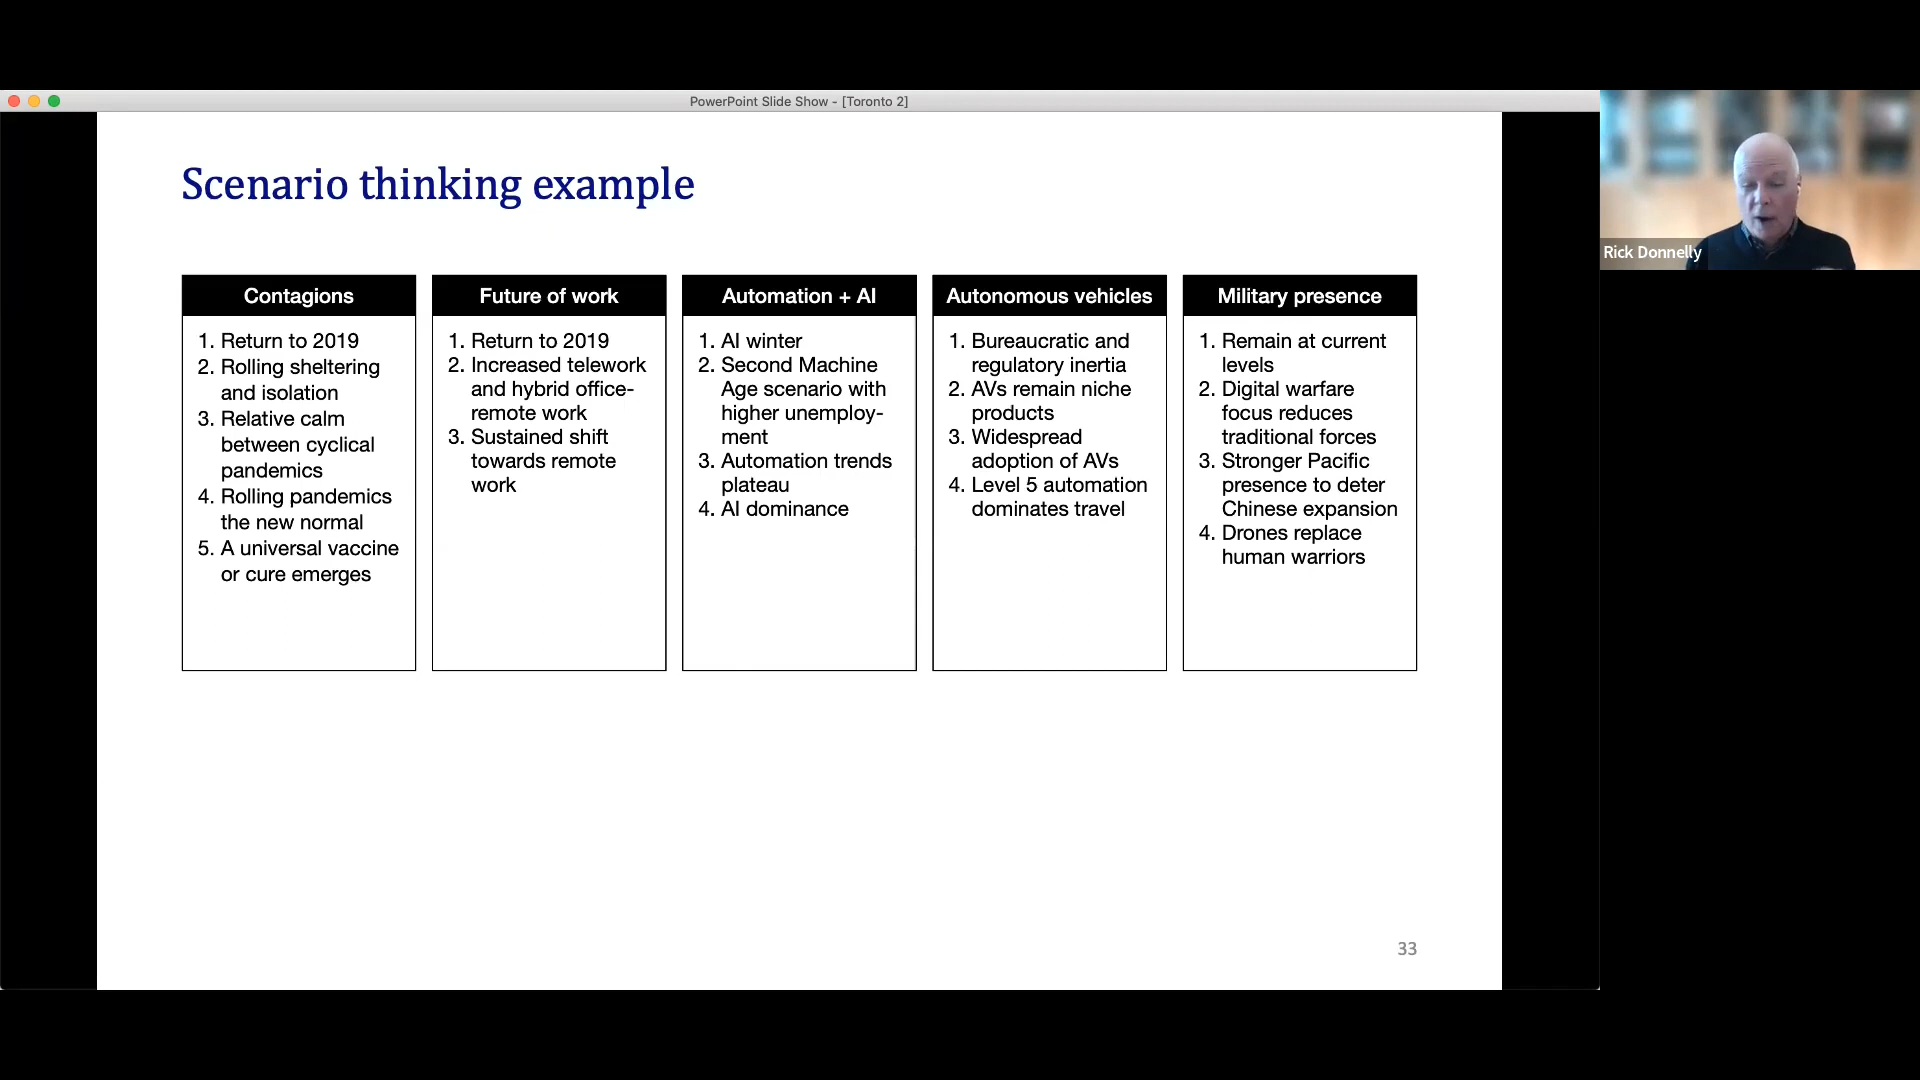 PowerPoint Slide Show - [Toronto 2]
Scenario thinking example
Contagions
1. Return to 2019
2. Rolling sheltering
and isolation
3. Relative calm
between cyclical
pandemics
4. Rolling pandemics
the new normal
5. A universal vaccine
or cure emerges
Future of work
1. Return to 2019
2. Increased telework
and hybrid office-
remote work
3. Sustained shift
towards remote
work
Automation + AI
1. AI winter
2. Second Machine
Age scenario with
higher unemploy-
ment
3. Automation trends
plateau
4. AI dominance
Autonomous vehicles
1. Bureaucratic and
regulatory inertia
2. AVs remain niche
products
3. Widespread
adoption of AVs
4. Level 5 automation
dominates travel
Military presence
1. Remain at current
levels
2. Digital warfare
focus reduces
traditional forces
3. Stronger Pacific
presence to deter
Chinese expansion
4. Drones replace
human warriors
33
Rick Donnelly